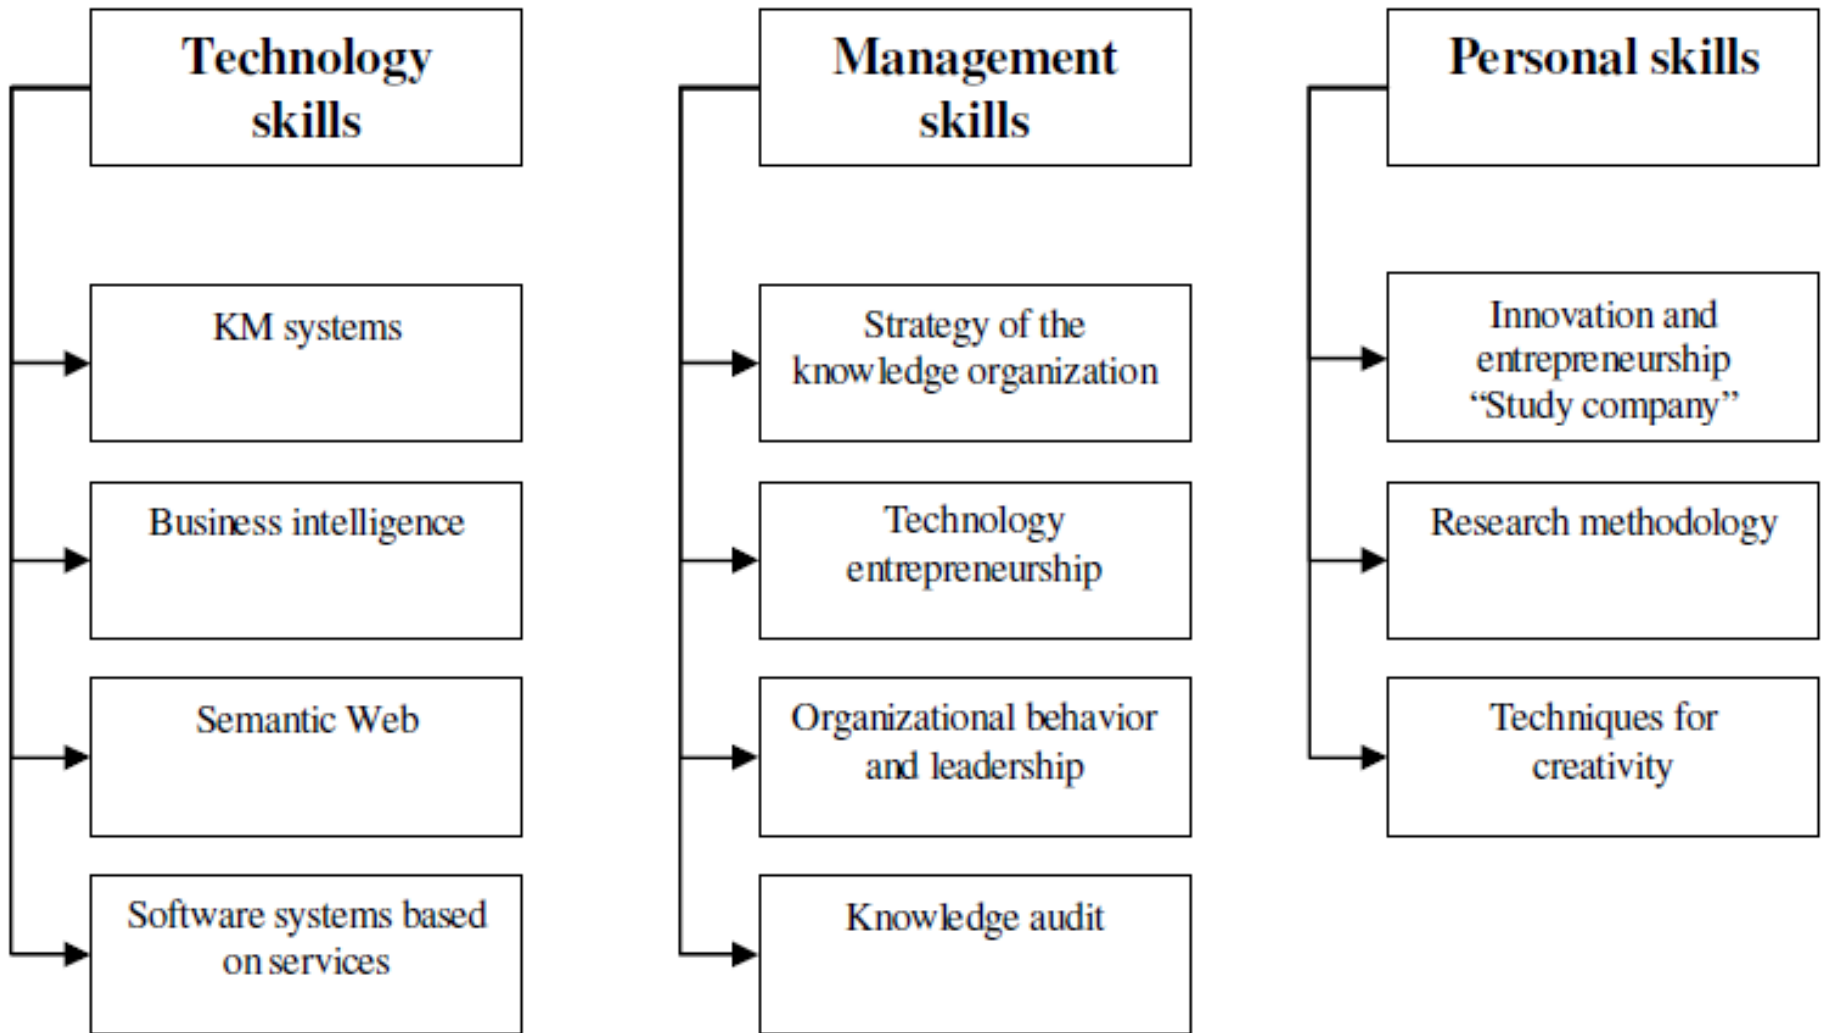 Technology
skills
KM systems
Business intelligence
Semantic Web
Software systems based
on services
Management
skills
Strategy of the
knowledge organization
Technology
entrepreneurship
Organizational behavior
and leadership
Knowledge audit
Personal skills
Innovation and
entrepreneurship
“Study company”
Research methodology
Techniques for
creativity